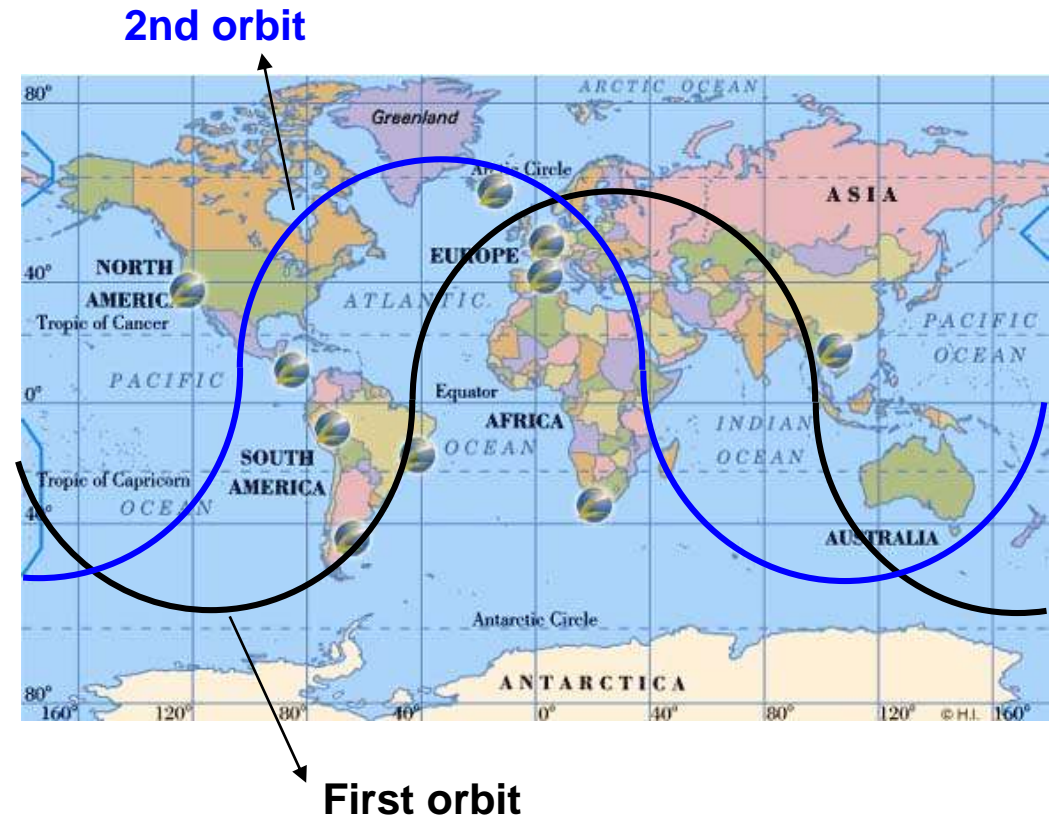 2nd orbit
80°
ARCTIC OCEAN
Greenland
Arctic Circle
ASIA
NORTH
AMERICA
EUROPE
40°
ATLANTIC
Tropic of Cancer
PACIFIC
OCEAN
PACIFIC
0°
Equator
AFRICA
INDIAN
OCEAN
OCEAN
SOUTH
AMERICA
Tropic of Capricorn
OCEAN
40°
AUSTRALIA
Antarctic Circle
ANTARCTICA
80°
160° 120° 80° 40° 0° 40° 80° 120° © H.I. 160°
First orbit